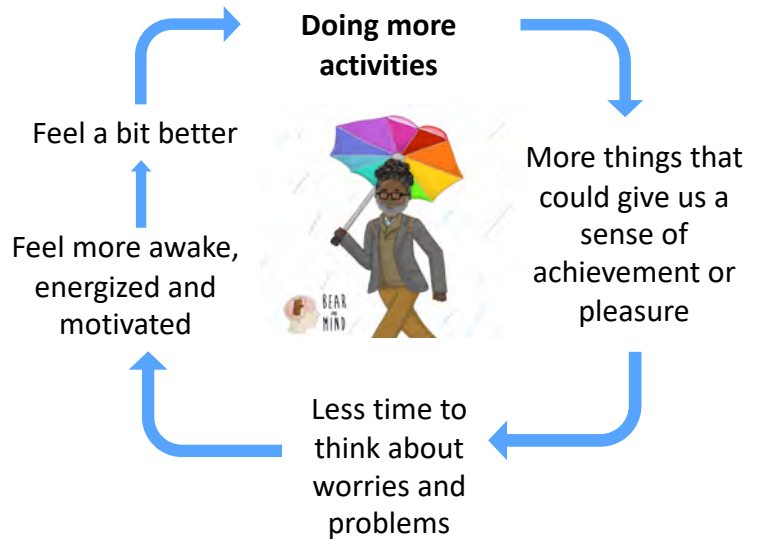 Doing more
activities
More things that
could give us a
sense of
achievement or
pleasure
Less time to
think about
worries and
problems
Feel more awake,
energized and
motivated
Feel a bit better
BEAR
IN
MIND